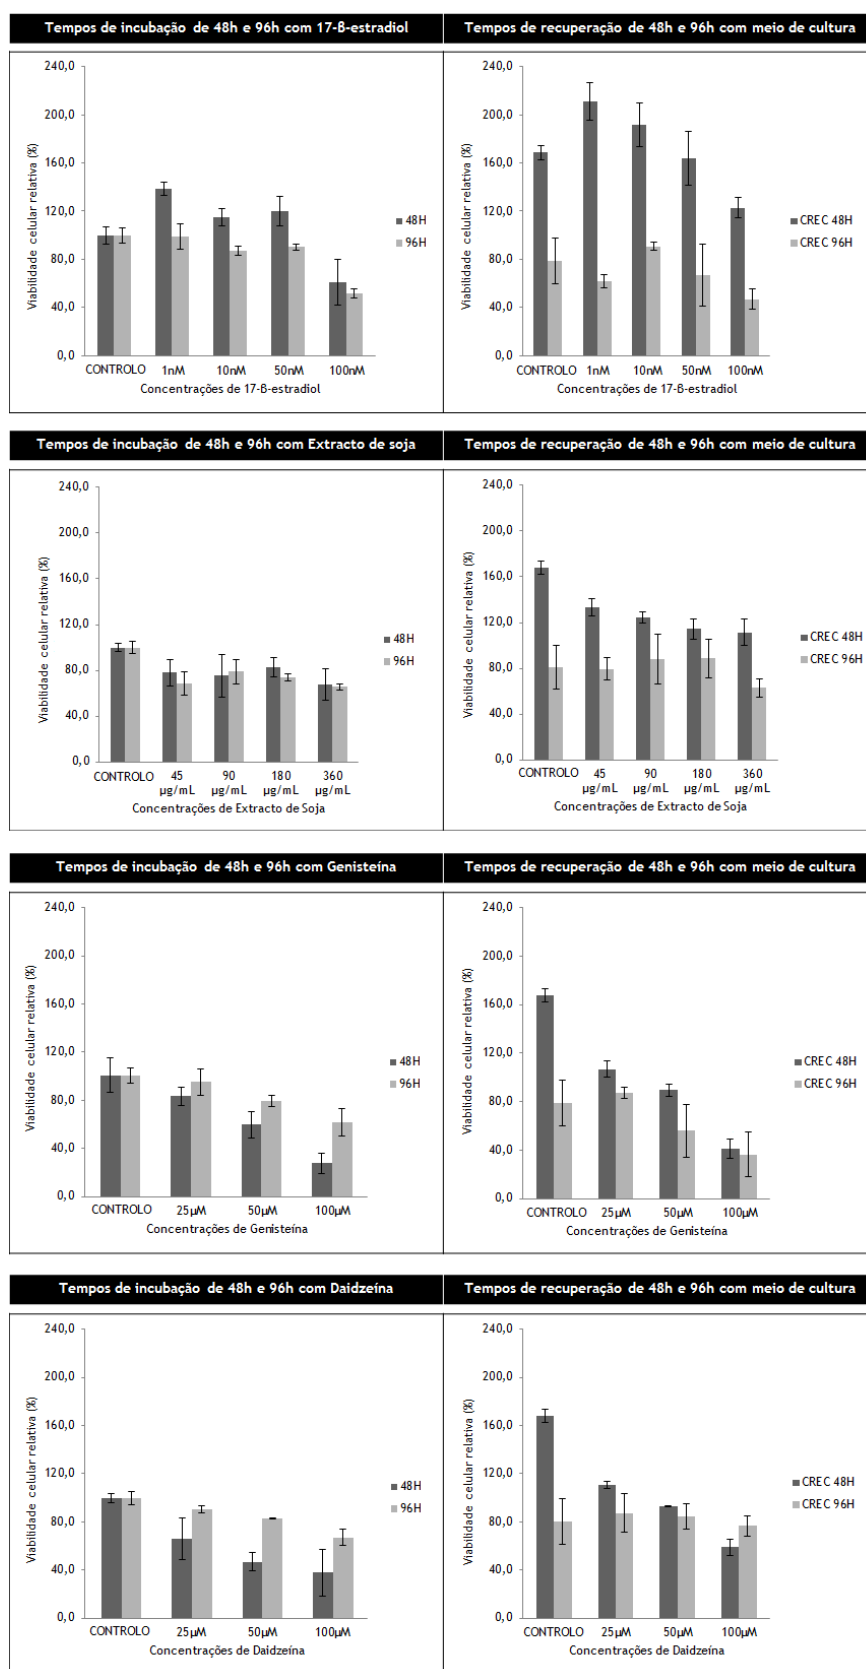 Tempos de incubação de 48h e 96h com 17-β-estradiol
Tempos de recuperação de 48h e 96h com meio de cultura
Viabilidade celular relativa (%)
240,0
200,0
160,0
120,0
80,0
40,0
0,0
CONTROLO 1nM 10nM 50nM 100nM
Concentrações de 17-β-estradiol
48H
96H
Viabilidade celular relativa (%)
240,0
200,0
160,0
120,0
80,0
40,0
0,0
CONTROLO 1nM 10nM 50nM 100nM
Concentrações de 17-β-estradiol
CREC 48H
CREC 96H
Tempos de incubação de 48h e 96h com Extracto de soja
Tempos de recuperação de 48h e 96h com meio de cultura
Viabilidade celular relativa (%)
240,0
200,0
160,0
120,0
80,0
40,0
0,0
CONTROLO 45 90 180 360
µg/mL µg/mL µg/mL µg/mL
Concentrações de Extracto de Soja
48H
96H
Viabilidade celular relativa (%)
240,0
200,0
160,0
120,0
80,0
40,0
0,0
CONTROLO 45 90 180 360
µg/mL µg/mL µg/mL µg/mL
Concentrações de Extracto de Soja
CREC 48H
CREC 96H
Tempos de incubação de 48h e 96h com Genisteína
Tempos de recuperação de 48h e 96h com meio de cultura
Viabilidade celular relativa (%)
240,0
200,0
160,0
120,0
80,0
40,0
0,0
CONTROLO 25µM 50µM 100µM
Concentrações de Genisteína
48H
96H
Viabilidade celular relativa (%)
240,0
200,0
160,0
120,0
80,0
40,0
0,0
CONTROLO 25µM 50µM 100µM
Concentrações de Genisteína
CREC 48H
CREC 96H
Tempos de incubação de 48h e 96h com Daidzeína
Tempos de recuperação de 48h e 96h com meio de cultura
Viabilidade celular relativa (%)
240,0
200,0
160,0
120,0
80,0
40,0
0,0
CONTROLO 25µM 50µM 100µM
Concentrações de Daidzeína
48H
96H
Viabilidade celular relativa (%)
240,0
200,0
160,0
120,0
80,0
40,0
0,0
CONTROLO 25µM 50µM 100µM
Concentrações de Daidzeína
CREC 48H
CREC 96H